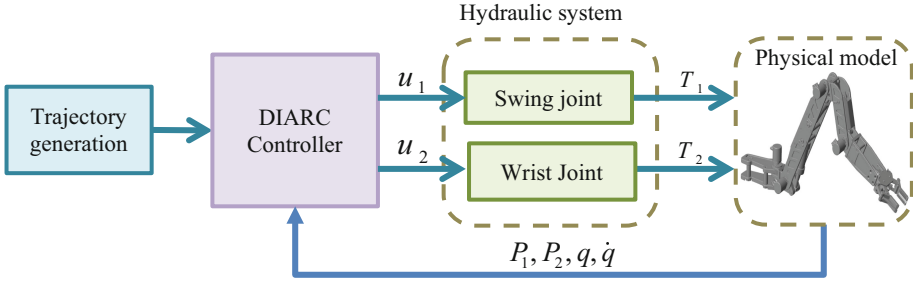 Hydraulic system
Physical model
Trajectory
generation
DIARC
Controller
u₁
Swing joint
T₁
u₂
Wrist Joint
T₂
P₁, P₂, q, q̇